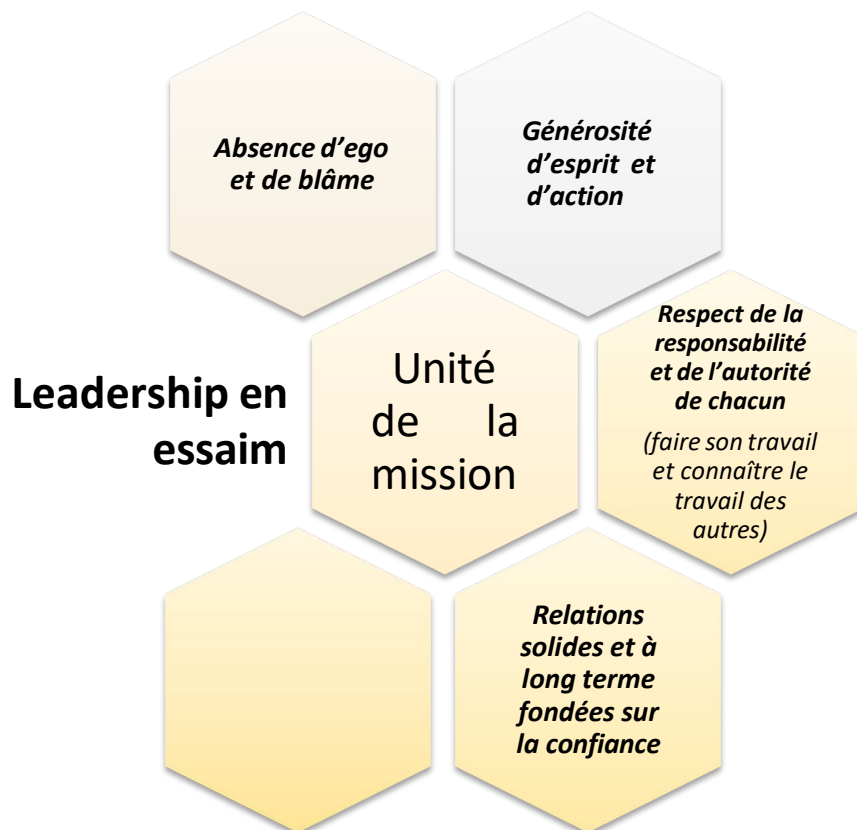 Absence d’ego
et de blâme
Générosité
d’esprit et
d’action
Leadership en
essaim
Unité
de la
mission
Respect de la
responsabilité
et de l’autorité
de chacun
(faire son travail
et connaître le
travail des
autres)
Relations
solides et à
long terme
fondées sur
la confiance